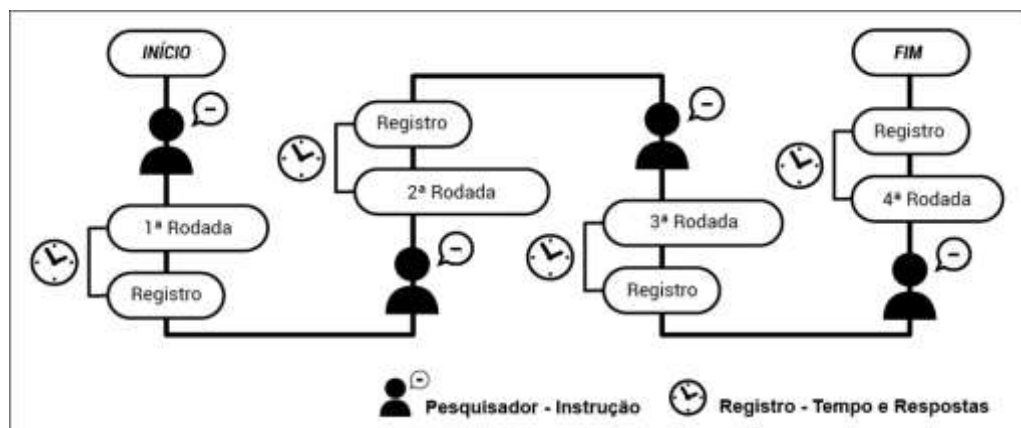 INÍCIO
1ª Rodada
Registro
Registro
2ª Rodada
3ª Rodada
Registro
FIM
Registro
4ª Rodada
Pesquisador - Instrução
Registro - Tempo e Respostas